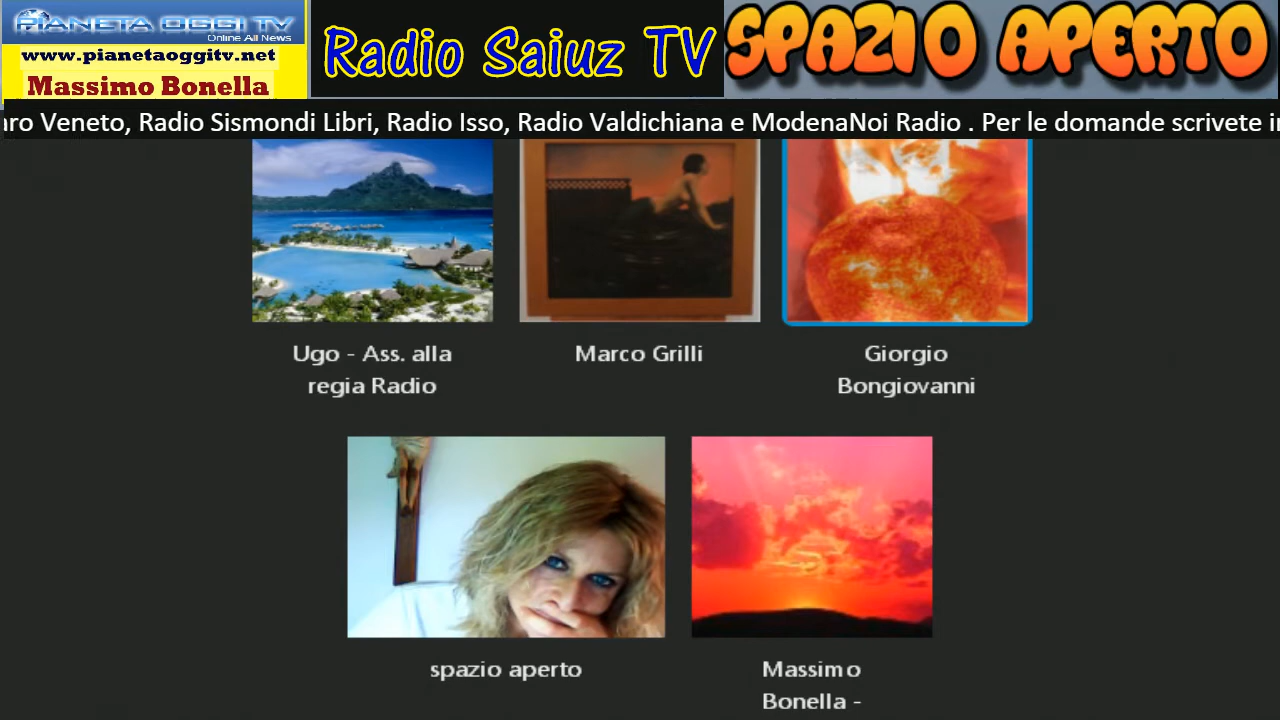 PIANETA OGGI TV
Online All News
www.pianetaoggitv.net
Massimo Bonella
Radio Saiuz TV
SPAZIO APERTO
Veneto, Radio Sismondi Libri, Radio Isso, Radio Valdichiana e ModenaNoi Radio . Per le domande scrivete
Ugo - Ass. alla
regia Radio
Marco Grilli
Giorgio
Bongiovanni
spazio aperto
Massimo
Bonella -